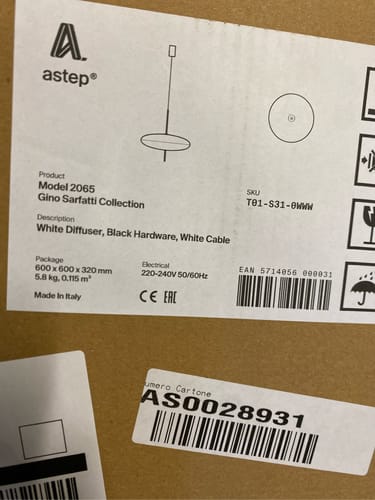 astep®
Product
Model 2065
Gino Sarfatti Collection
SKU
T01-S31-0WWW
Description
White Diffuser, Black Hardware, White Cable
Package
600 x 600 x 320 mm
5.8 kg, 0.115 m³
Electrical
220-240V 50/60Hz
EAN 5714056 000031
Made in Italy
CE EAC
umero Cartone
AS0028931